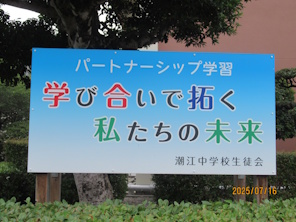 パートナーシップ学習
学び合いで拓く
私たちの未来
潮江中学校生徒会
2025/07/16